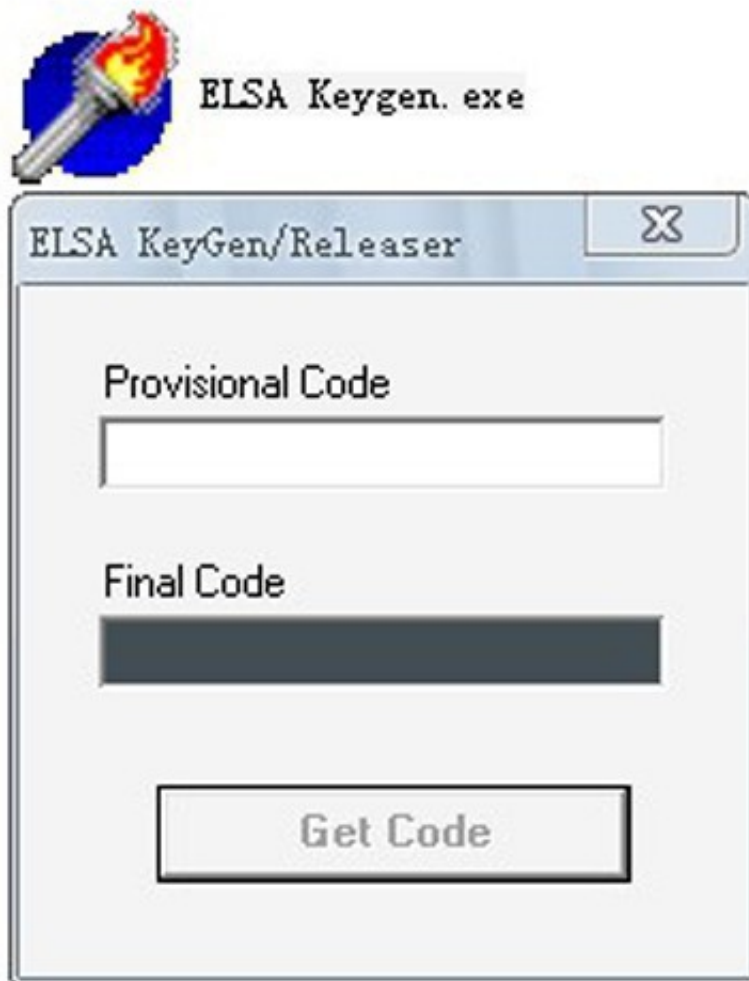 ELSA Keygen.exe
ELSA KeyGen/Releaser
Provisional Code
Final Code
Get Code